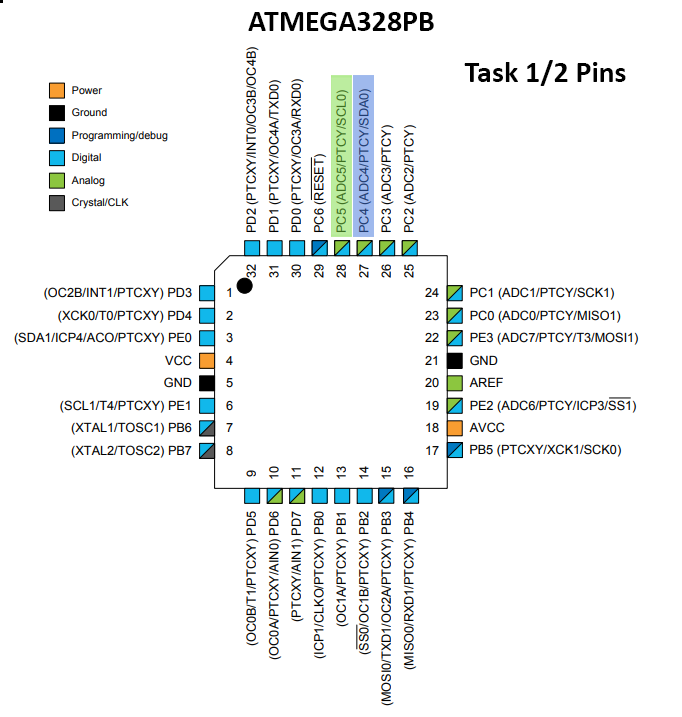 ATMEGA328PB
Task 1/2 Pins
Power
Ground
Programming/debug
Digital
Analog
Crystal/CLK
PD2 (PTCXY/INT0/OC3B/OC4B)
PD1 (PTCXY/OC4A/TXD0)
PD0 (PTCXY/OC3A/RXD0)
PC6 (RESET)
PC5 (ADC5/PTCY/SCL0)
PC4 (ADC4/PTCY/SDA0)
PC3 (ADC3/PTCY)
PC2 (ADC2/PTCY)
32
31
30
29
28
27
26
25
(OC2B/INT1/PTCXY) PD3 1
(XCK0/T0/PTCXY) PD4 2
(SDA1/ICP4/ACO/PTCXY) PE0 3
VCC 4
GND 5
(SCL1/T4/PTCXY) PE1 6
(XTAL1/TOSC1) PB6 7
(XTAL2/TOSC2) PB7 8
24 PC1 (ADC1/PTCY/SCK1)
23 PC0 (ADC0/PTCY/MISO1)
22 PE3 (ADC7/PTCY/T3/MOSI1)
21 GND
20 AREF
19 PE2 (ADC6/PTCY/ICP3/SS1)
18 AVCC
17 PB5 (PTCXY/XCK1/SCK0)
9
10
11
12
13
14
15
16
(OC0B/T1/PTCXY) PD5
(OC0A/PTCXY/AIN0) PD6
(PTCXY/AIN1) PD7
(ICP1/CLKO/PTCXY) PB0
(OC1A/PTCXY) PB1
(SS0/OC1B/PTCXY) PB2
(MOSI0/TXD1/OC2A/PTCXY) PB3
(MISO0/RXD1/PTCXY) PB4